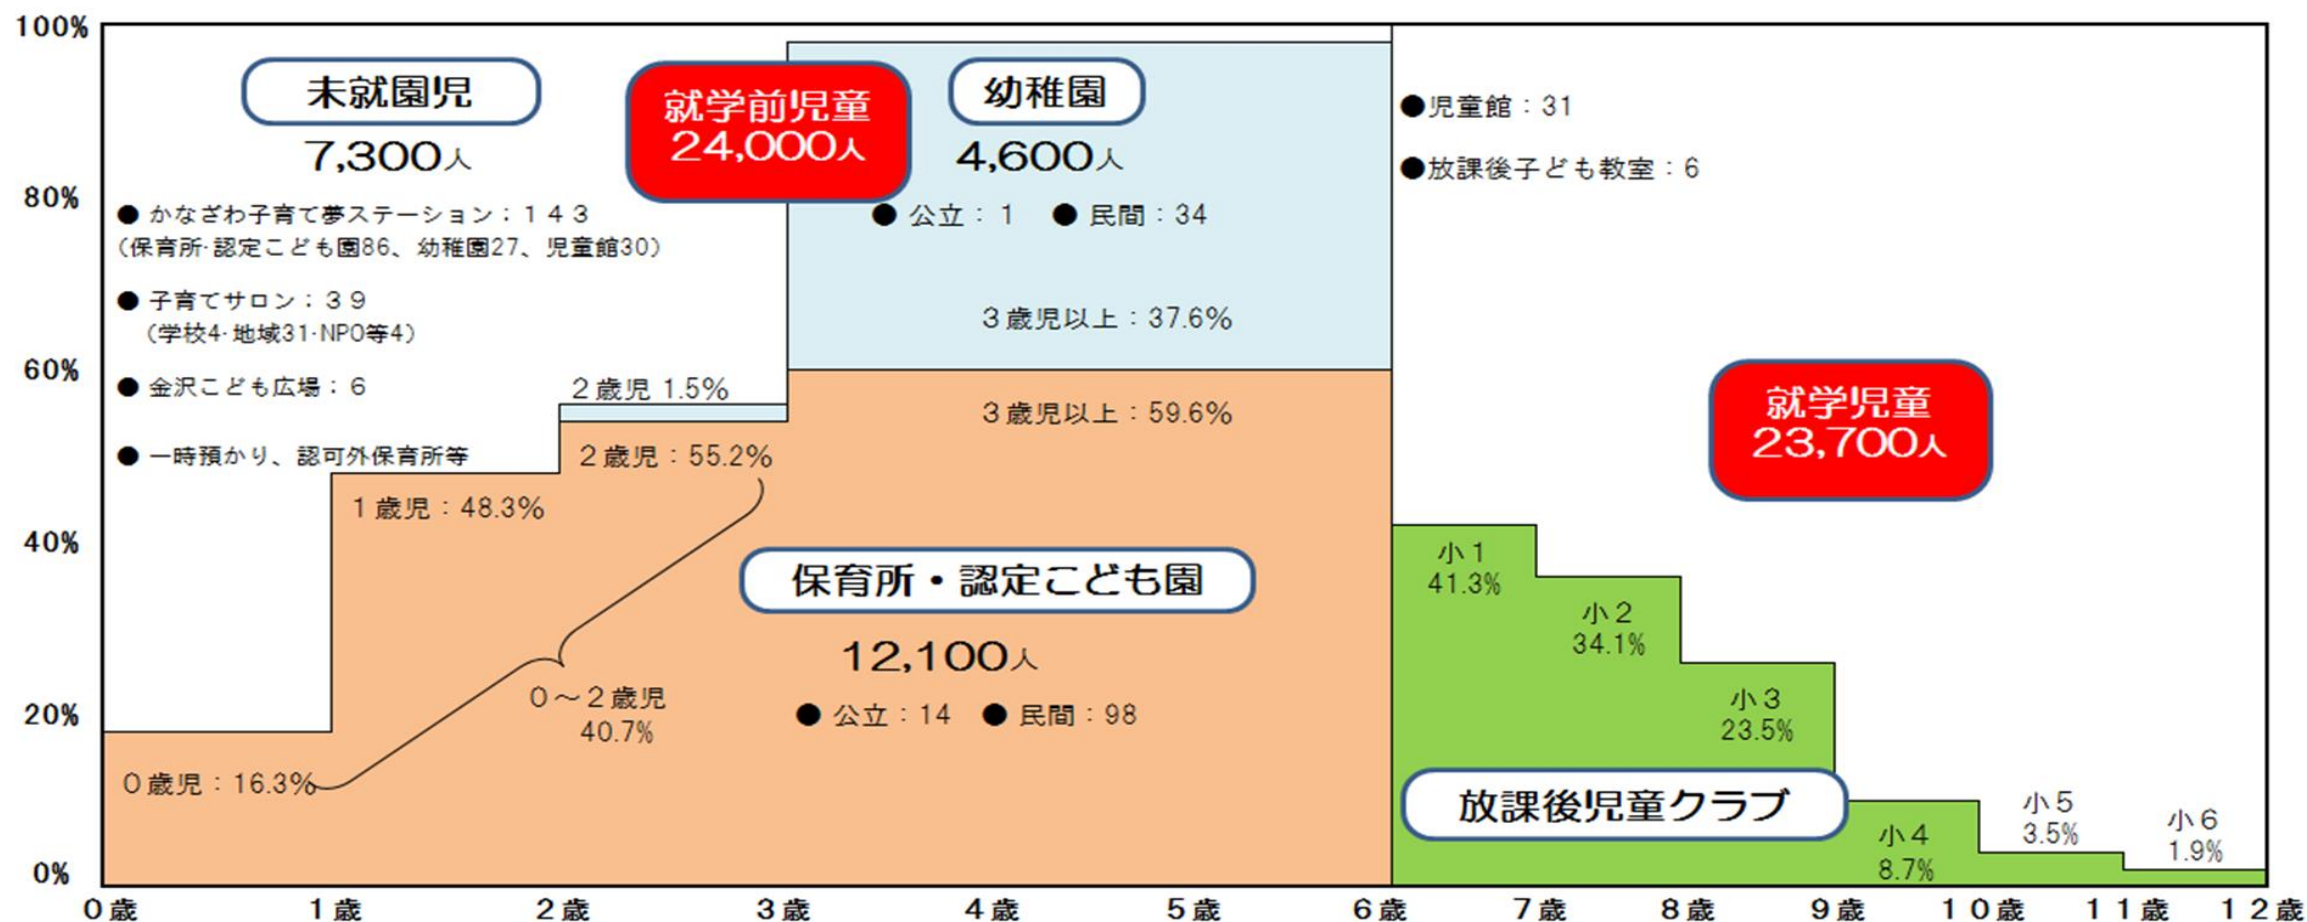 100%
80%
60%
40%
20%
0%
未就園児
7,300人
● かなざわ子育て夢ステーション：１４３
（保育所･認定こども園86、幼稚園27、児童館30）
● 子育てサロン：３９
（学校4･地域31･NPO等4）
● 金沢こども広場：６
● 一時預かり、認可外保育所等
就学前児童
24,000人
幼稚園
4,600人
● 公立：1 ● 民間：34
３歳児以上：37.6%
２歳児 1.5%
３歳児以上：59.6%
２歳児：55.2%
１歳児：48.3%
０歳児：16.3%
０～２歳児
40.7%
保育所・認定こども園
12,100人
● 公立：14 ● 民間：98
●児童館：31
●放課後子ども教室：6
就学児童
23,700人
小１
41.3%
小２
34.1%
小３
23.5%
放課後児童クラブ
小４
8.7%
小５
3.5%
小６
1.9%
０歳 １歳 ２歳 ３歳 ４歳 ５歳 ６歳 ７歳 ８歳 ９歳 １０歳 １１歳 １２歳